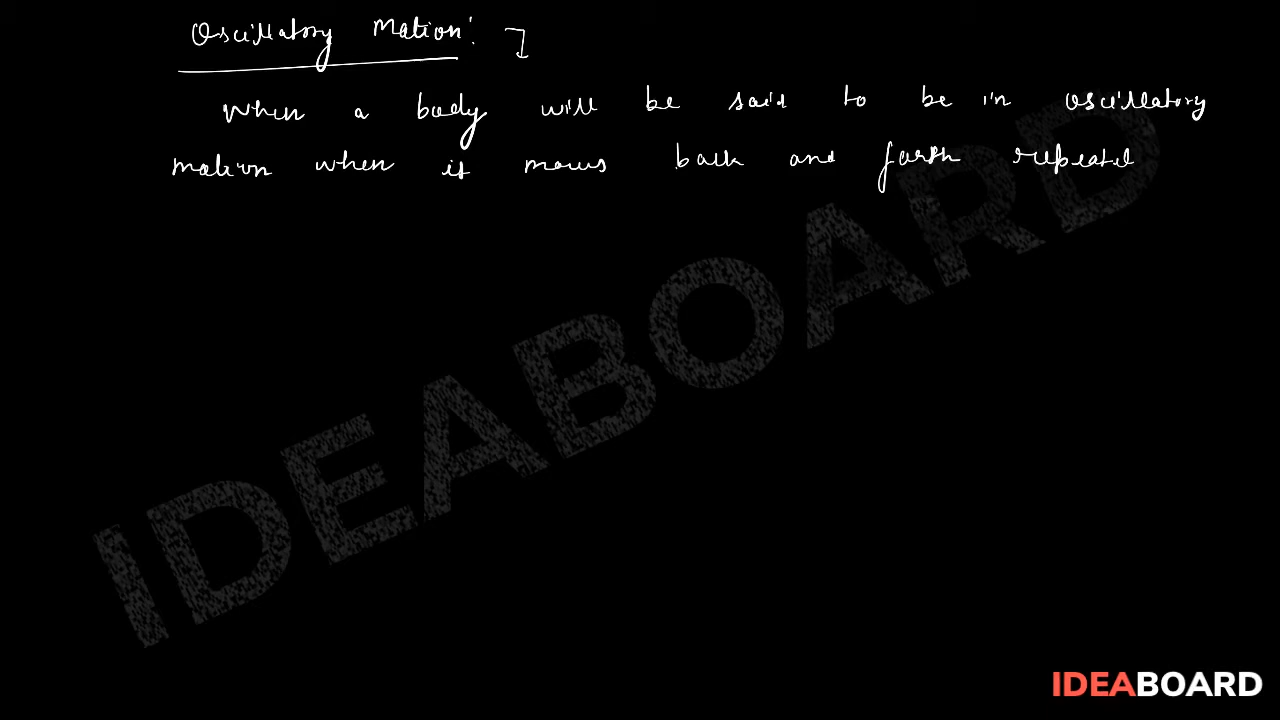 Oscillatory Motion:
When a body will be said to be in oscillatory
motion when it moves back and forth repeated
IDEABOARD
IDEABOARD